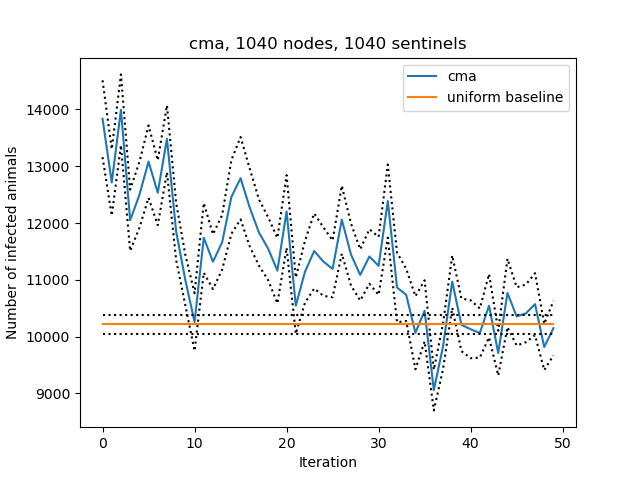 cma, 1040 nodes, 1040 sentinels
cma
uniform baseline
14000
13000
12000
11000
10000
9000
Number of infected animals
0 10 20 30 40 50
Iteration